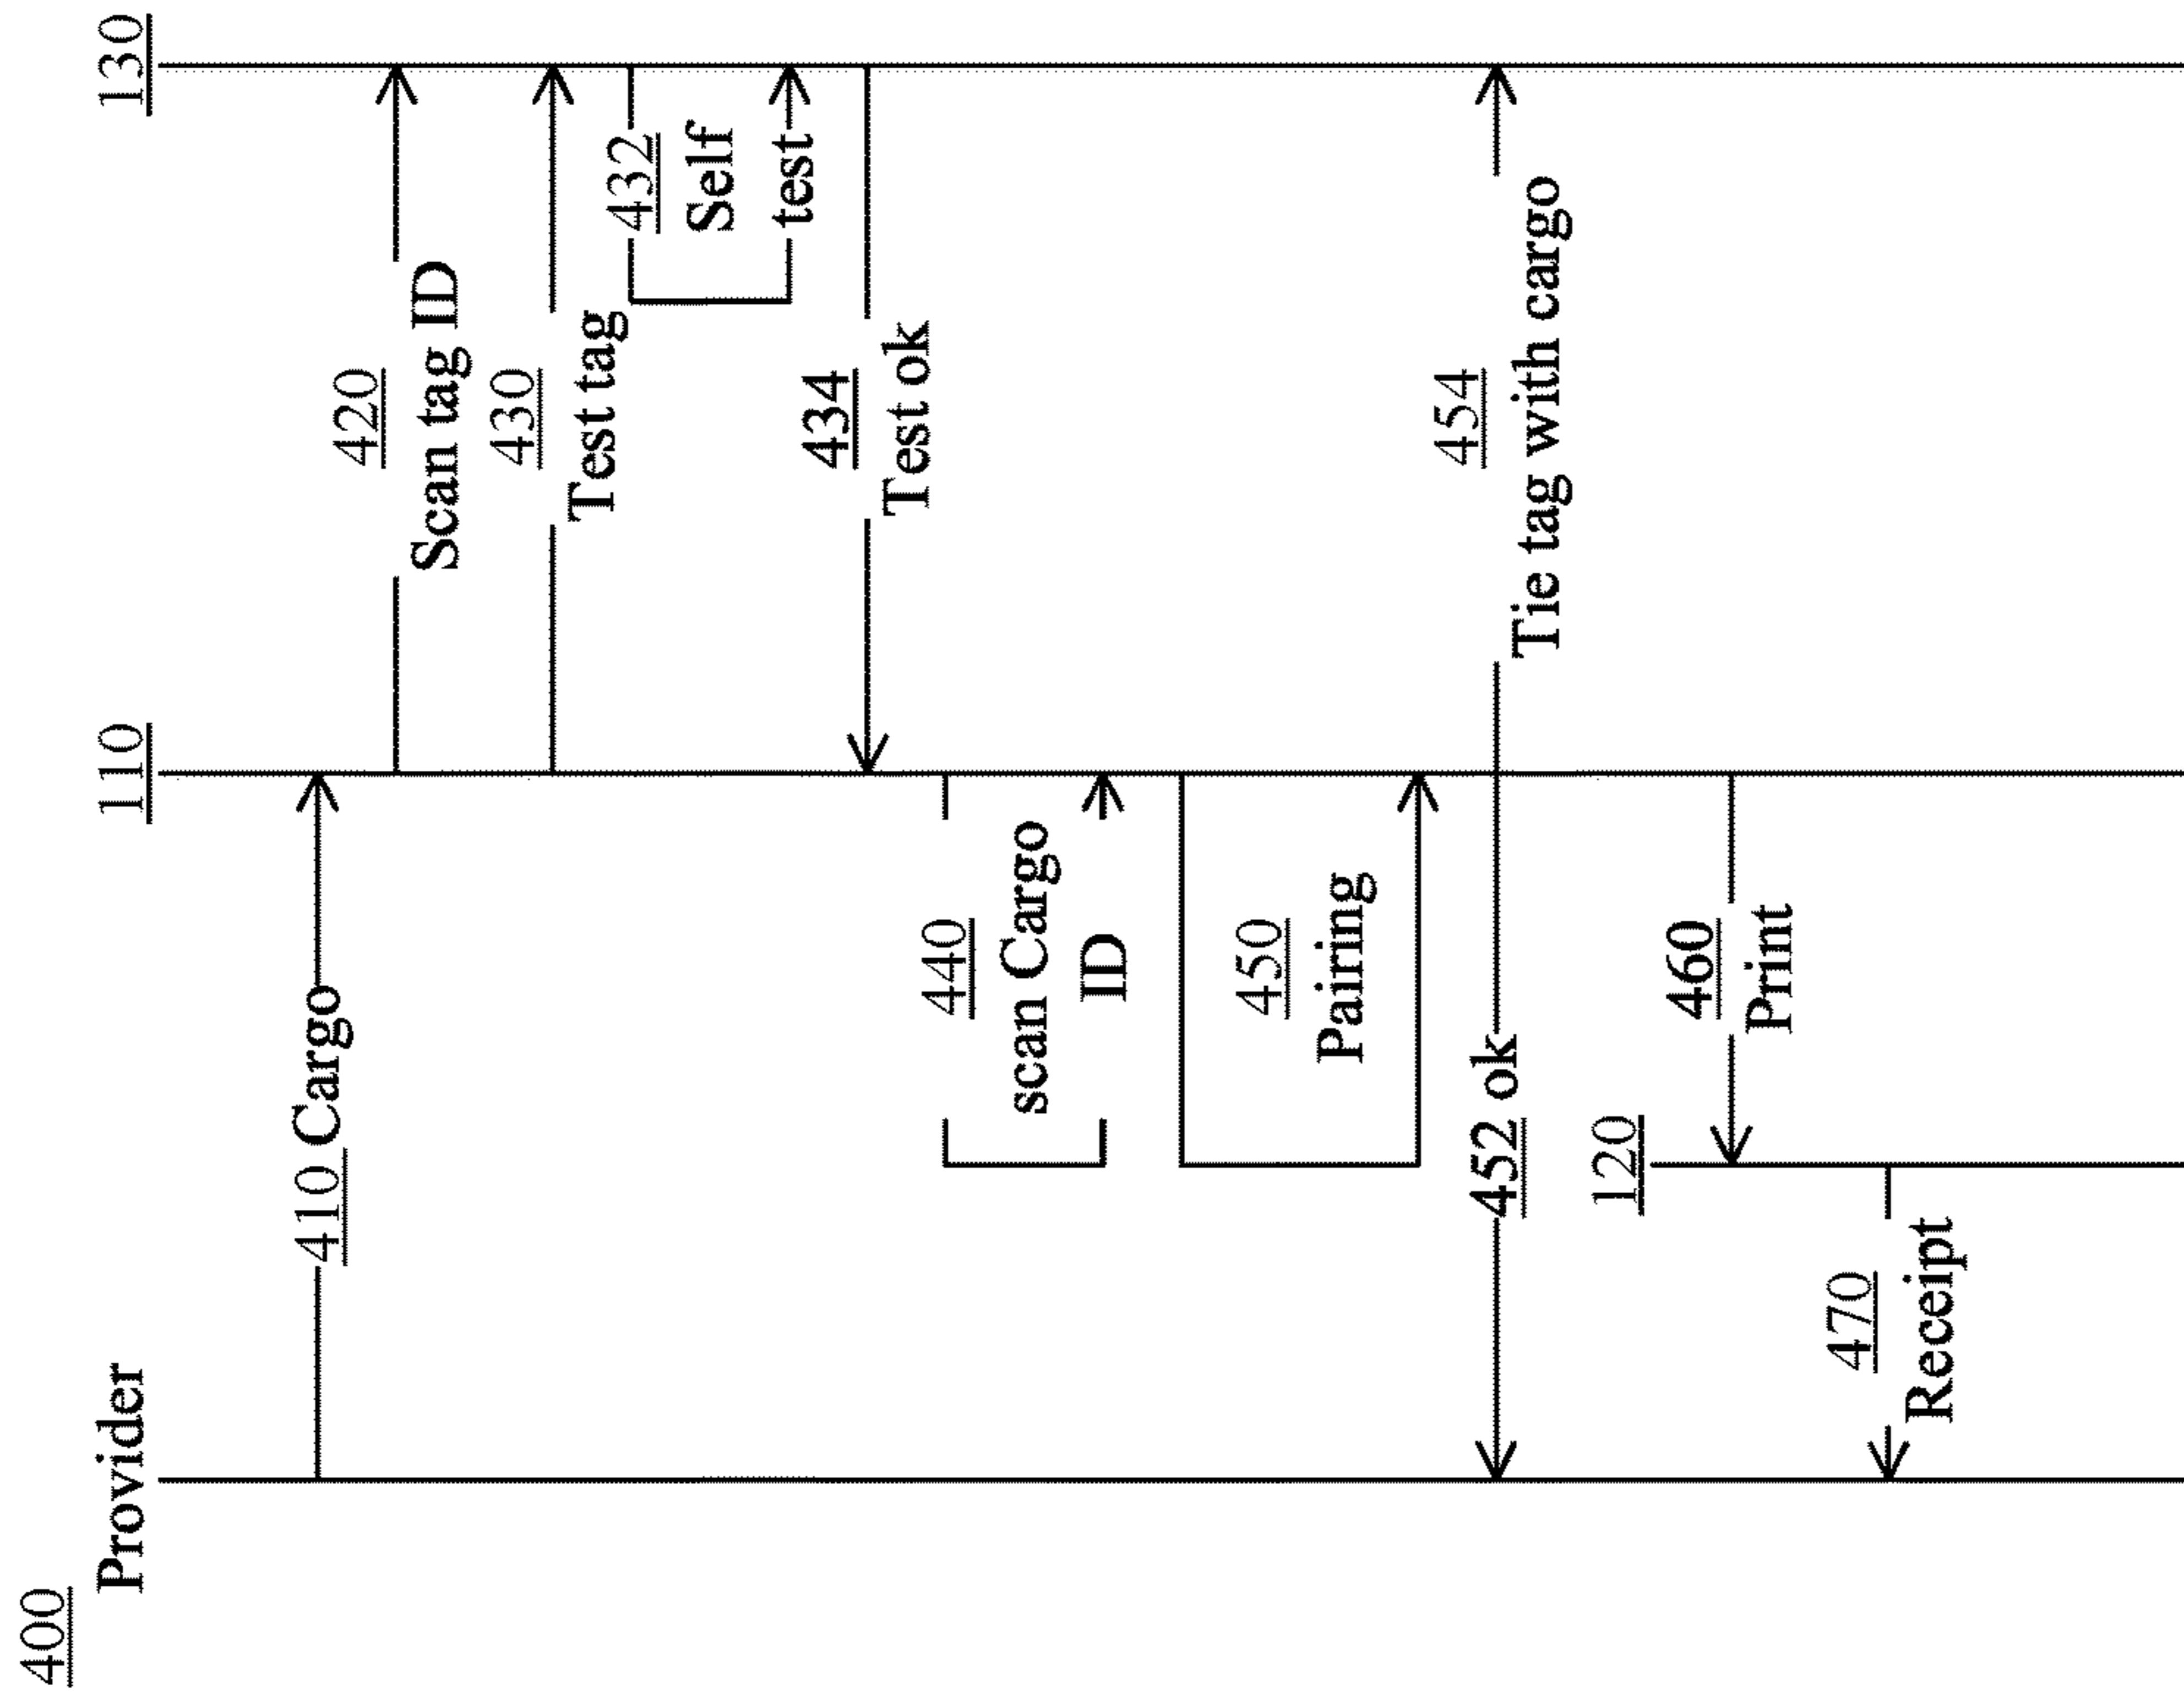 400
Provider
110
130
410 Cargo
420
Scan tag ID
430
Test tag
432
Self
test
434
Test ok
440
scan Cargo
ID
450
Pairing
452 ok
454
Tie tag with cargo
120
460
Print
470
Receipt